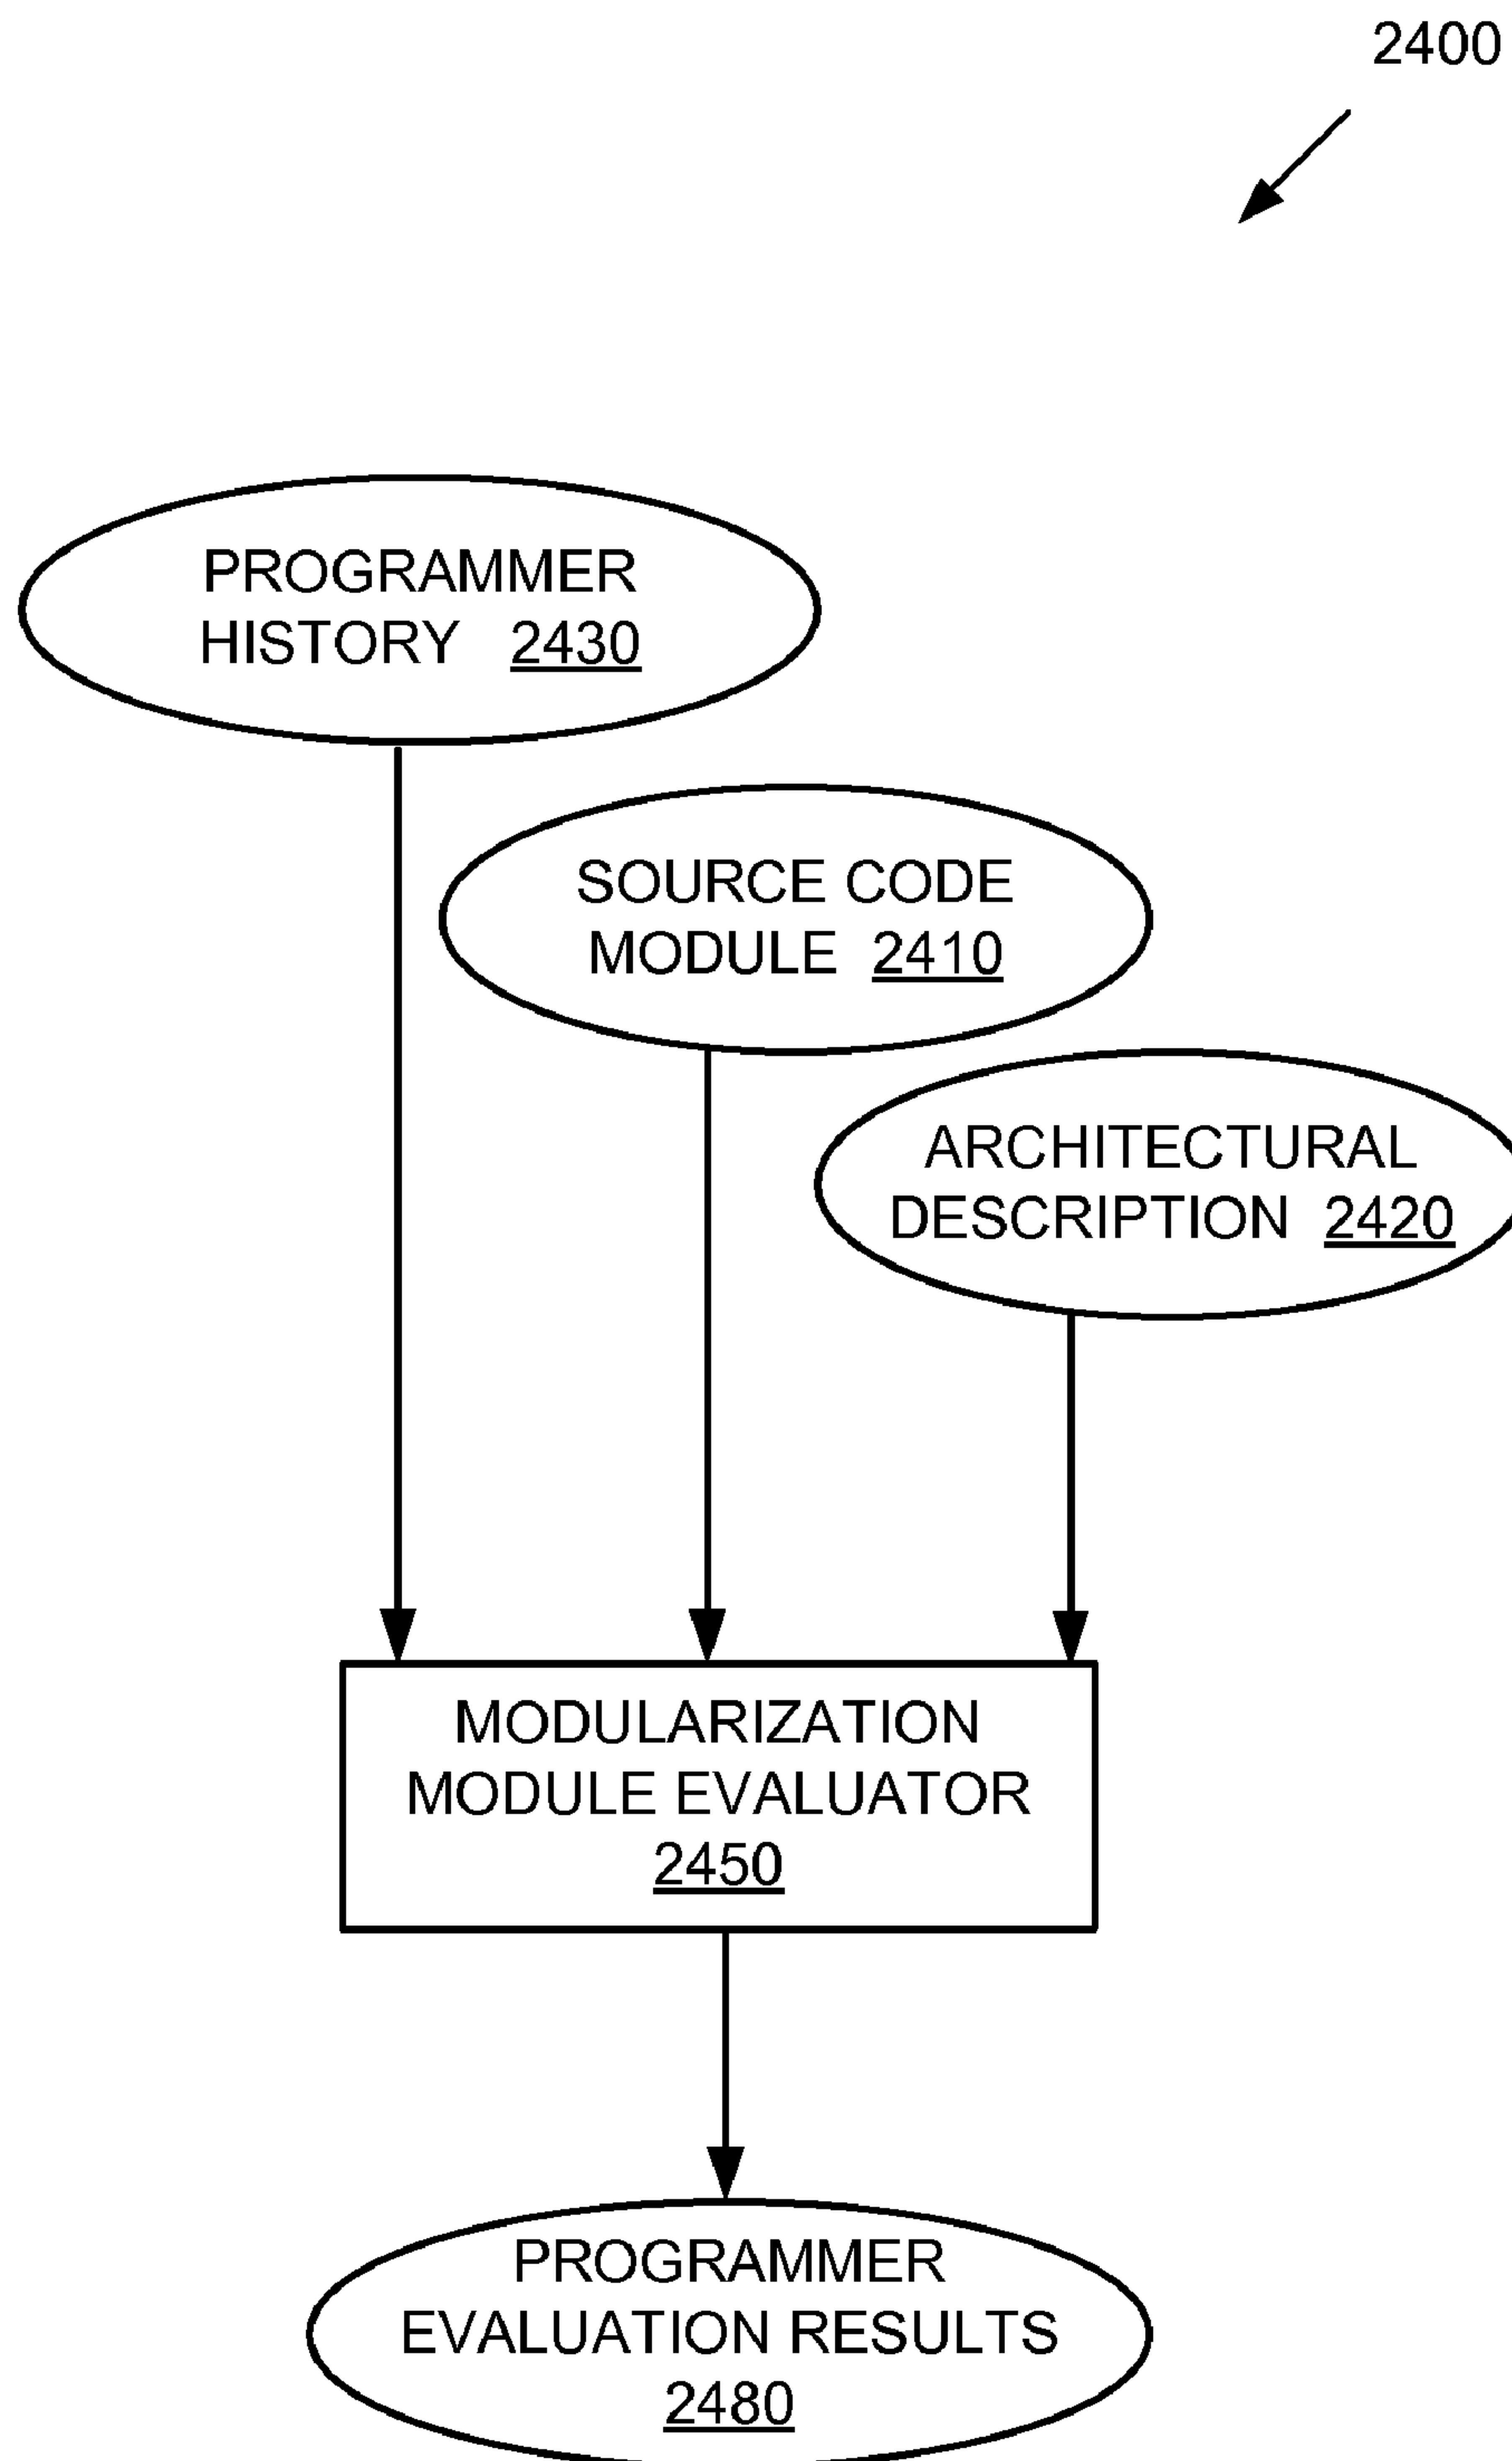 2400
PROGRAMMER
HISTORY 2430
SOURCE CODE
MODULE 2410
ARCHITECTURAL
DESCRIPTION 2420
MODULARIZATION
MODULE EVALUATOR
2450
PROGRAMMER
EVALUATION RESULTS
2480